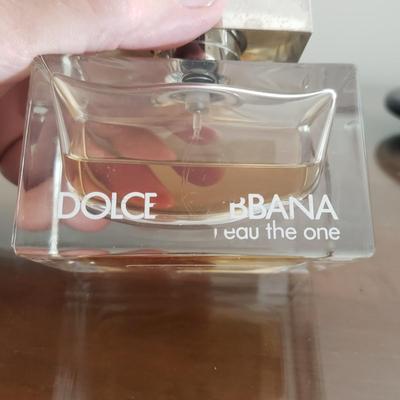 DOLCE BBANA
l'eau the one